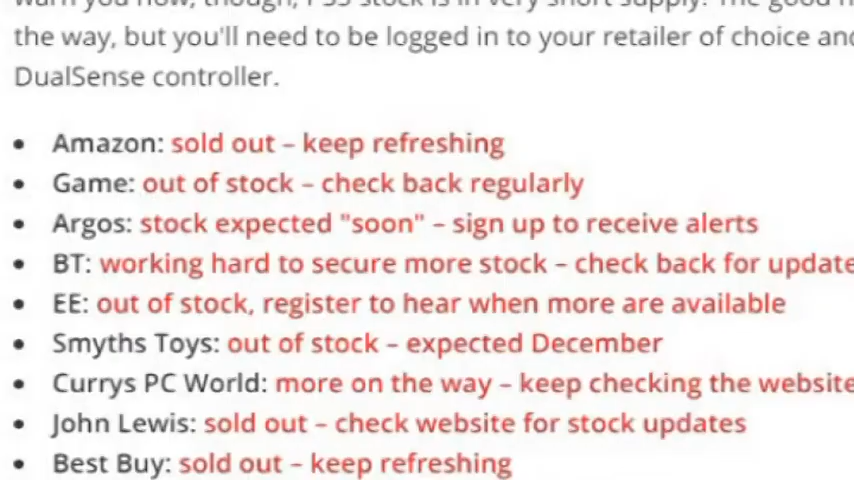 the way, but you'll need to be logged in to your retailer of choice and
DualSense controller.
• Amazon: sold out – keep refreshing
• Game: out of stock – check back regularly
• Argos: stock expected "soon" – sign up to receive alerts
• BT: working hard to secure more stock – check back for update
• EE: out of stock, register to hear when more are available
• Smyths Toys: out of stock – expected December
• Currys PC World: more on the way – keep checking the website
• John Lewis: sold out – check website for stock updates
• Best Buy: sold out – keep refreshing